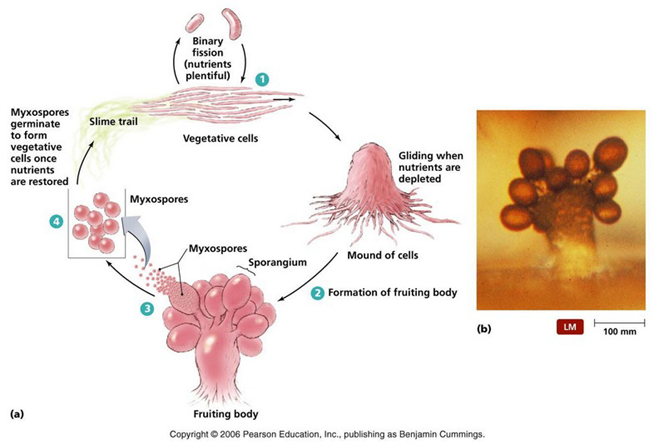 Binary
fission
(nutrients
plentiful)
1
Myxospores
germinate
to form
vegetative
cells once
nutrients
are restored
Slime trail
Vegetative cells
Gliding when
nutrients are
depleted
Mound of cells
4
Myxospores
Myxospores
Sporangium
2 Formation of fruiting body
3
Fruiting body
(a)
(b)
LM
100 mm
Copyright © 2006 Pearson Education, Inc., publishing as Benjamin Cummings.